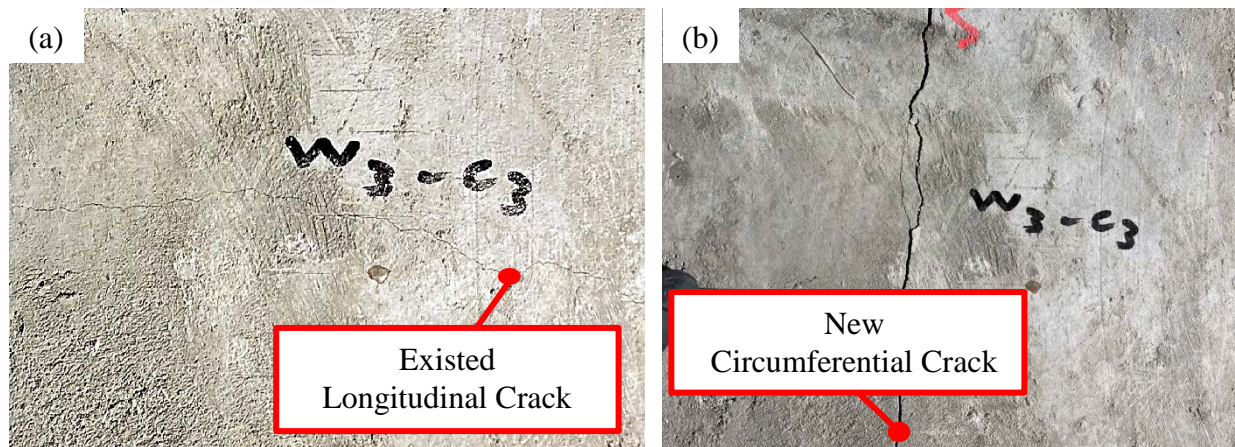 (a)
W3-C3
Existed
Longitudinal Crack
(b)
W3-C3
New
Circumferential Crack